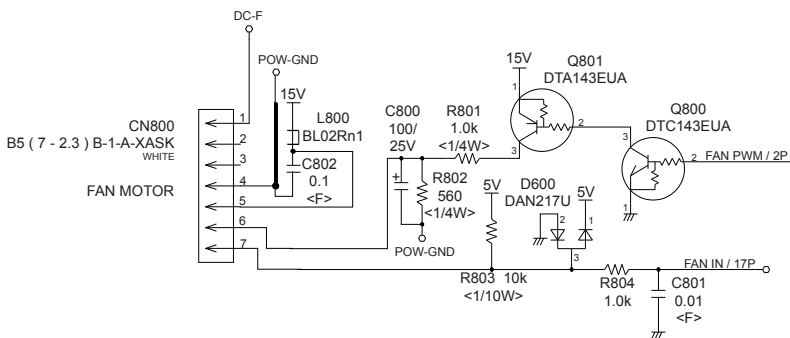 DC-F
POW-GND
15V
L800
BL02Rn1
C802
0.1
<F>
CN800
B5 ( 7 - 2.3 ) B-1-A-XASK
WHITE
FAN MOTOR
1
2
3
4
5
6
7
C800
100/
25V
+
R801
1.0k
<1/4W>
R802
560
<1/4W>
POW-GND
15V
Q801
DTA143EUA
1
2
3
Q800
DTC143EUA
3
2
1
FAN PWM / 2P
5V
D600
DAN217U
5V
2
1
3
R803 10k
<1/10W>
R804
1.0k
FAN IN / 17P
C801
0.01
<F>